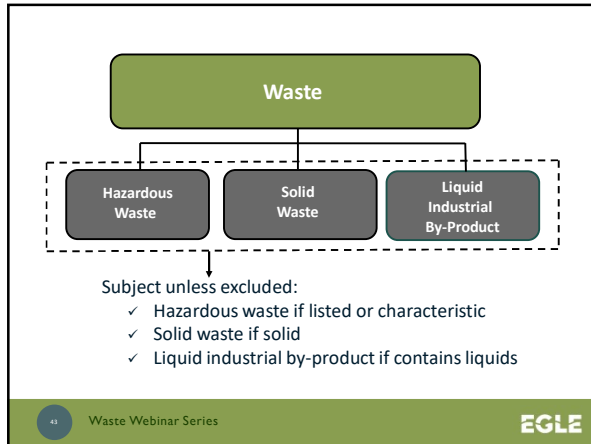 Waste
Hazardous
Waste
Solid
Waste
Liquid
Industrial
By-Product
Subject unless excluded:
✓ Hazardous waste if listed or characteristic
✓ Solid waste if solid
✓ Liquid industrial by-product if contains liquids
43
Waste Webinar Series
EGLE